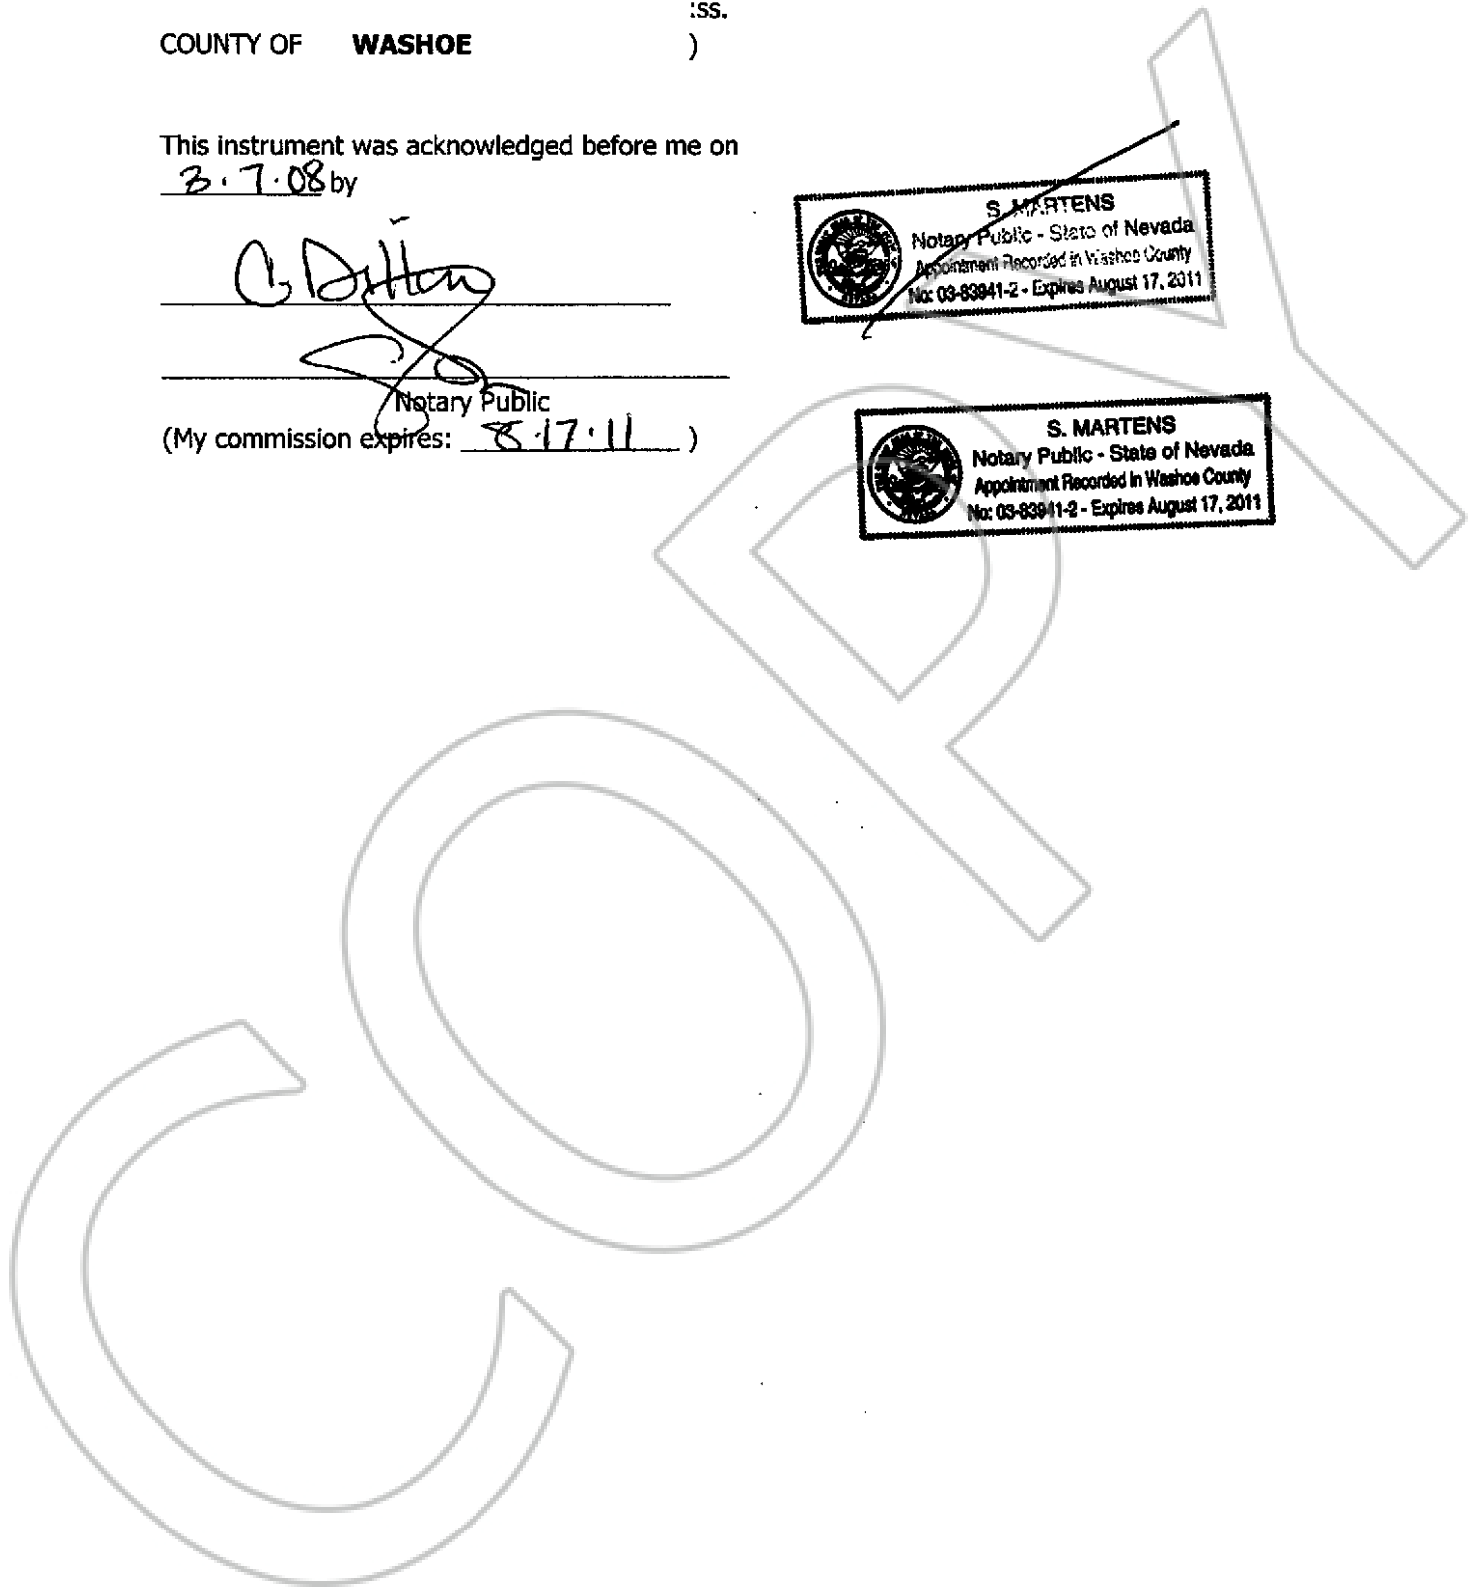 :ss.
COUNTY OF WASHOE )
This instrument was acknowledged before me on
3.7.08 by
C Dillon
Notary Public
(My commission expires: 8.17.11 )
S. MARTENS
Notary Public - State of Nevada
Appointment Recorded in Washoe County
No: 03-83941-2 - Expires August 17, 2011
S. MARTENS
Notary Public - State of Nevada
Appointment Recorded in Washoe County
No: 03-83941-2 - Expires August 17, 2011
COPY